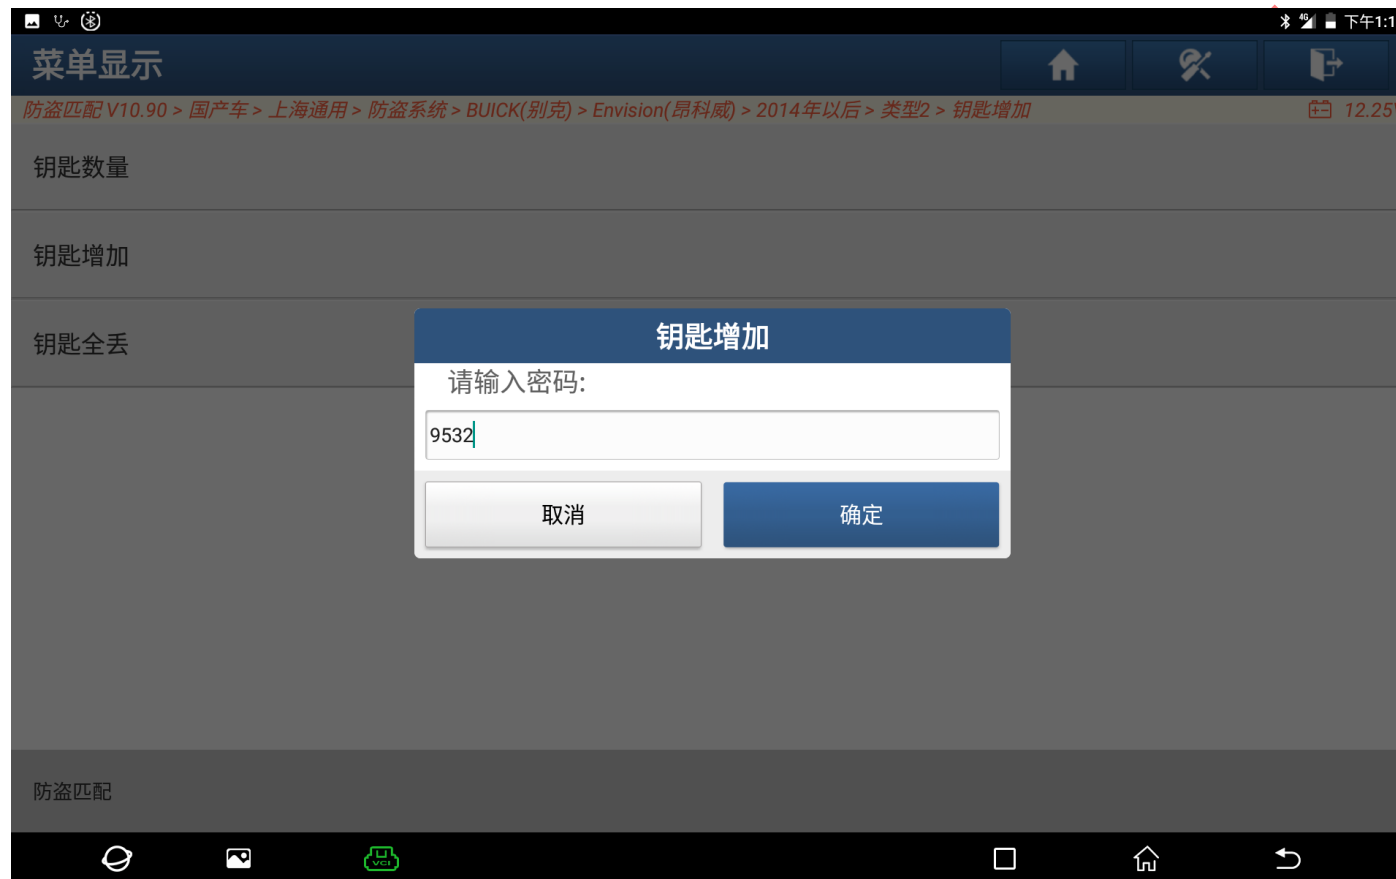 下午1:1
菜单显示
防盗匹配 V10.90 > 国产车 > 上海通用 > 防盗系统 > BUICK(别克) > Envision(昂科威) > 2014年以后 > 类型2 > 钥匙增加
12.25
钥匙数量
钥匙增加
钥匙全丢
钥匙增加
请输入密码:
9532
取消
确定
防盗匹配
VCI